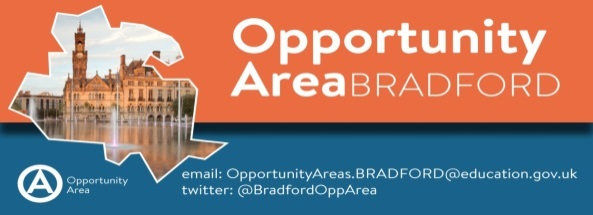 Opportunity
AreaBRADFORD
A
Opportunity
Area
email: OpportunityAreas.BRADFORD@education.gov.uk
twitter: @BradfordOppArea